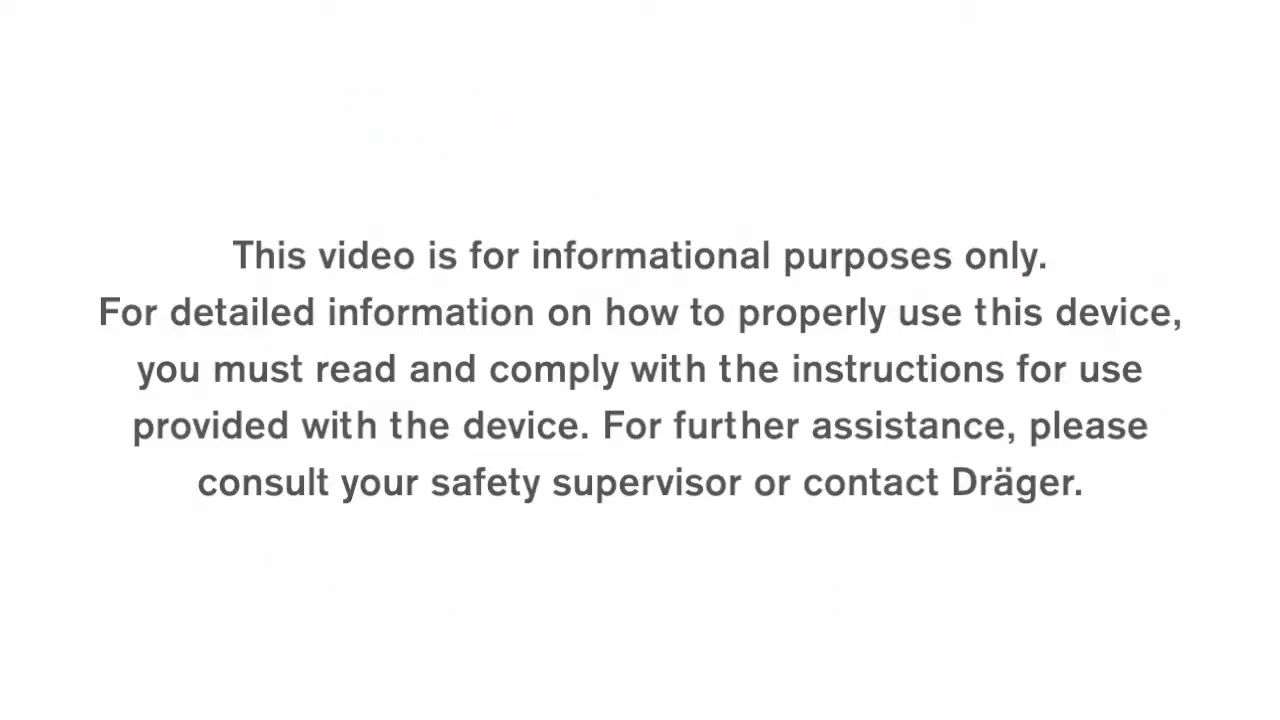 This video is for informational purposes only.
For detailed information on how to properly use this device,
you must read and comply with the instructions for use
provided with the device. For further assistance, please
consult your safety supervisor or contact Dräger.